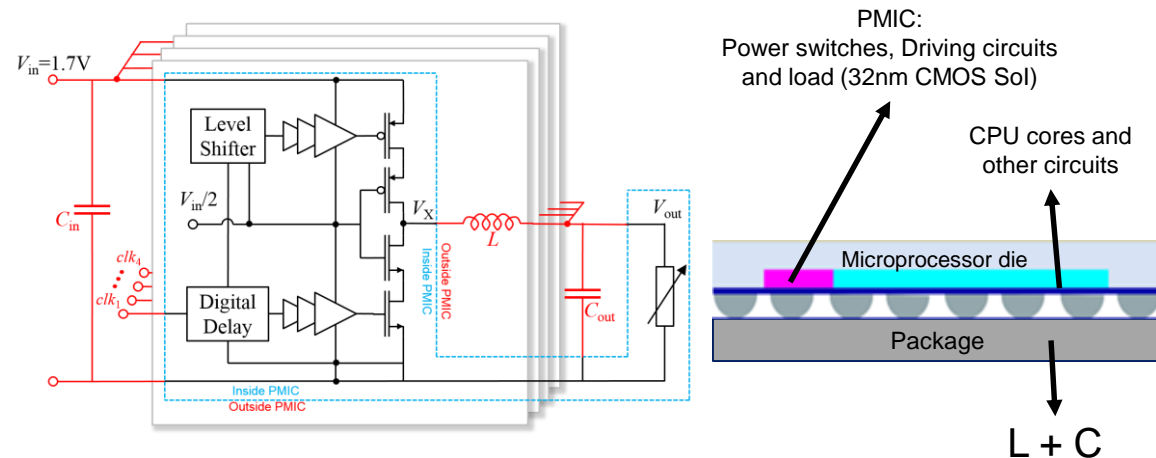 V_in=1.7V
C_in
clk_4
clk_1
Level
Shifter
V_in/2
Digital
Delay
V_X
L
Outside PMIC
Inside PMIC
C_out
V_out
Inside PMIC
Outside PMIC
PMIC:
Power switches, Driving circuits
and load (32nm CMOS SoI)
CPU cores and
other circuits
Microprocessor die
Package
L + C